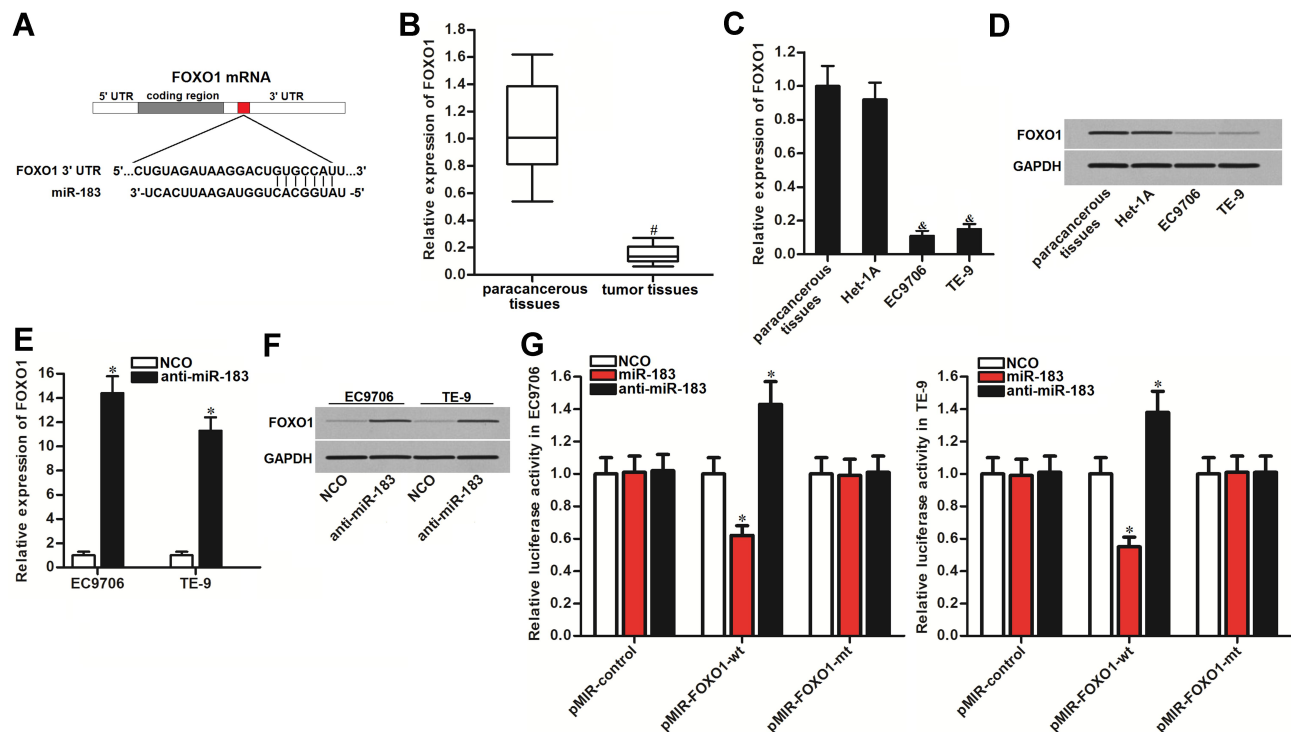 A
FOXO1 mRNA
5' UTR coding region 3' UTR
FOXO1 3' UTR 5'...CUGUAGAUAAGGACUGUGCCAUU...3'
miR-183 3'-UCACUUAAGAUGGUCACGGUAU -5'
B
Relative expression of FOXO1
1.8
1.6
1.4
1.2
1.0
0.8
0.6
0.4
0.2
0.0
#
paracancerous
tissues
tumor tissues
C
Relative expression of FOXO1
1.2
1.0
0.8
0.6
0.4
0.2
0.0
& &
paracancerous
tissues
Het-1A
EC9706
TE-9
D
FOXO1
GAPDH
paracancerous
tissues
Het-1A
EC9706
TE-9
E
Relative expression of FOXO1
NCO
anti-miR-183
16
14
12
10
8
6
4
2
0
* *
EC9706 TE-9
F
EC9706 TE-9
FOXO1
GAPDH
NCO
anti-miR-183
NCO
anti-miR-183
G
NCO
miR-183
anti-miR-183
Relative luciferase activity in EC9706
1.6
1.4
1.2
1.0
0.8
0.6
0.4
0.2
0.0
* *
pMIR-control
pMIR-FOXO1-wt
pMIR-FOXO1-mt
NCO
miR-183
anti-miR-183
Relative luciferase activity in TE-9
1.6
1.4
1.2
1.0
0.8
0.6
0.4
0.2
0.0
* *
pMIR-control
pMIR-FOXO1-wt
pMIR-FOXO1-mt